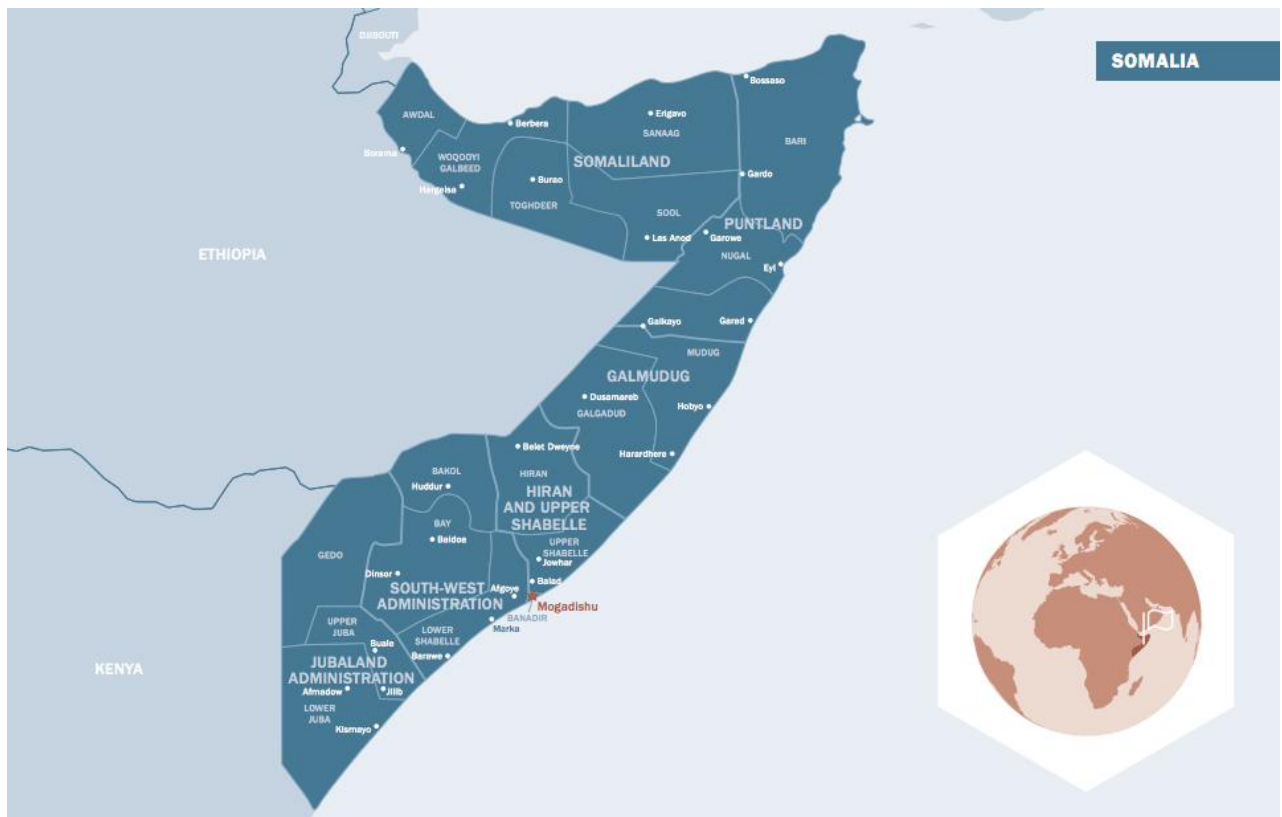 DJIBOUTI
SOMALIA
Bossaso
Erigavo
AWDAL
Berbera
SANAAG
BARI
Borama
WOQOOYI
GALBEED
SOMALILAND
Gardo
Burao
Hargeisa
TOGHDEER
SOOL
PUNTLAND
Las Anod
Garowe
ETHIOPIA
NUGAL
Eyl
Galkayo
Garad
MUDUG
GALMUDUG
Dusamareb
GALGADUD
Hobyo
Belet Dweyne
Harardhere
BAKOL
HIRAN
Huddur
HIRAN
AND UPPER
SHABELLE
BAY
Beidoa
UPPER
SHABELLE
GEDO
Jowhar
Dinsor
Balad
SOUTH-WEST
ADMINISTRATION
Afgoye
Mogadishu
BANADIR
UPPER
JUBA
LOWER
SHABELLE
Marka
Buale
Barawe
KENYA
JUBALAND
ADMINISTRATION
Afmadow
Jilib
LOWER
JUBA
Kismayo